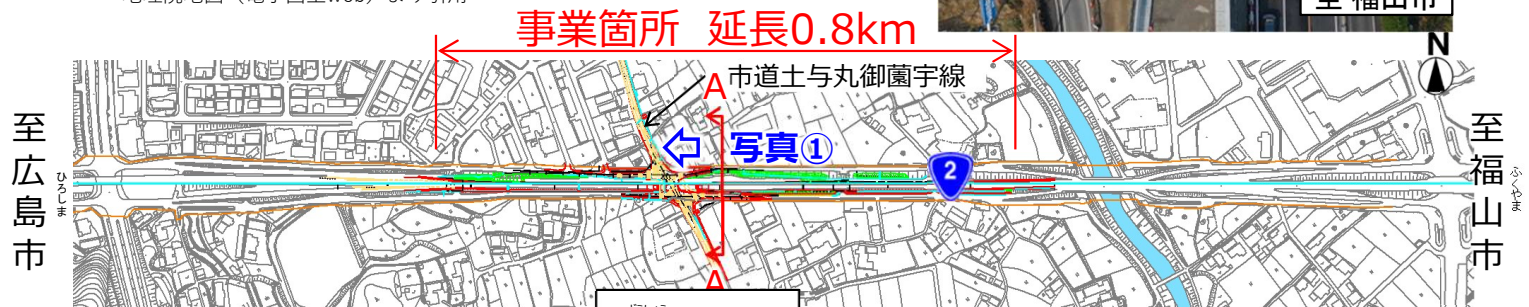 事業箇所 延長0.8km
至 福山市
N
市道土与丸御薗宇線
A
写真①
至広島市
ひろしま
2
至福山市
ふくやま
A